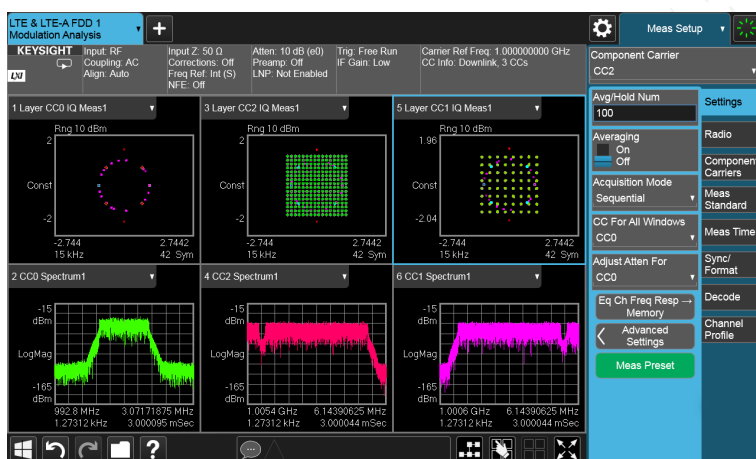 LTE & LTE-A FDD 1
Modulation Analysis
+
Meas Setup
KEYSIGHT
LXI
Input: RF
Coupling: AC
Align: Auto
Input Z: 50 Ω
Corrections: Off
Freq Ref: Int (S)
NFE: Off
Atten: 10 dB (e0)
Preamp: Off
LNP: Not Enabled
Trig: Free Run
IF Gain: Low
Carrier Ref Freq: 1.000000000 GHz
CC Info: Downlink, 3 CCs
Component Carrier
CC2
1 Layer CC0 IQ Meas1
Rng 10 dBm
2
Const
-2
-2.744 2.7442
15 kHz 42 Sym
3 Layer CC2 IQ Meas1
Rng 10 dBm
2
Const
-2
-2.744 2.7442
15 kHz 42 Sym
5 Layer CC1 IQ Meas1
Rng 10 dBm
1.96
Const
-2.04
-2.744 2.7442
15 kHz 42 Sym
2 CC0 Spectrum1
-15
dBm
LogMag
-165
dBm
992.8 MHz 3.07171875 MHz
1.27312 kHz 3.000095 mSec
4 CC2 Spectrum1
-15
dBm
LogMag
-165
dBm
1.0054 GHz 6.14390625 MHz
1.27312 kHz 3.000044 mSec
6 CC1 Spectrum1
-15
dBm
LogMag
-165
dBm
1.0006 GHz 6.14390625 MHz
1.27312 kHz 3.000044 mSec
Avg/Hold Num
100
Averaging
On
Off
Acquisition Mode
Sequential
CC For All Windows
CC0
Adjust Atten For
CC0
Eq Ch Freq Resp →
Memory
Advanced
Settings
Meas Preset
Settings
Radio
Component
Carriers
Meas
Standard
Meas Time
Sync/
Format
Decode
Channel
Profile
?